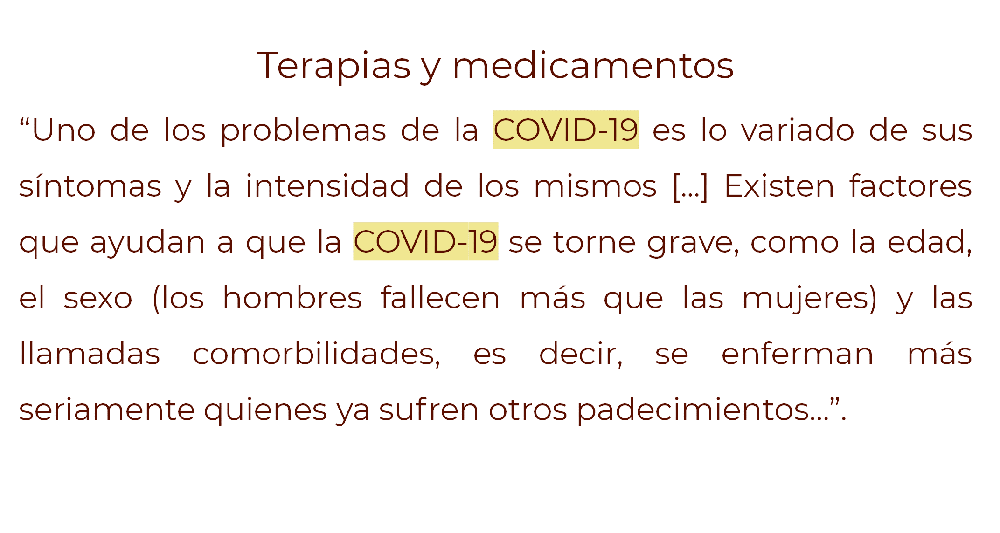 Terapias y medicamentos
“Uno de los problemas de la COVID-19 es lo variado de sus
síntomas y la intensidad de los mismos [...] Existen factores
que ayudan a que la COVID-19 se torne grave, como la edad,
el sexo (los hombres fallecen más que las mujeres) y las
llamadas comorbilidades, es decir, se enferman más
seriamente quienes ya sufren otros padecimientos...”.